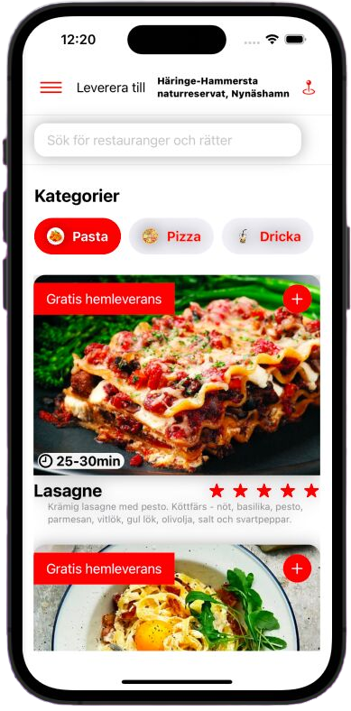 12:20
Leverera till
Häringe-Hammersta
naturreservat, Nynäshamn
Sök för restauranger och rätter
Kategorier
Pasta
Pizza
Dricka
Gratis hemleverans
25-30min
Lasagne
Krämig lasagne med pesto. Köttfärs - nöt, basilika, pesto,
parmesan, vitlök, gul lök, olivolja, salt och svartpeppar.
Gratis hemleverans